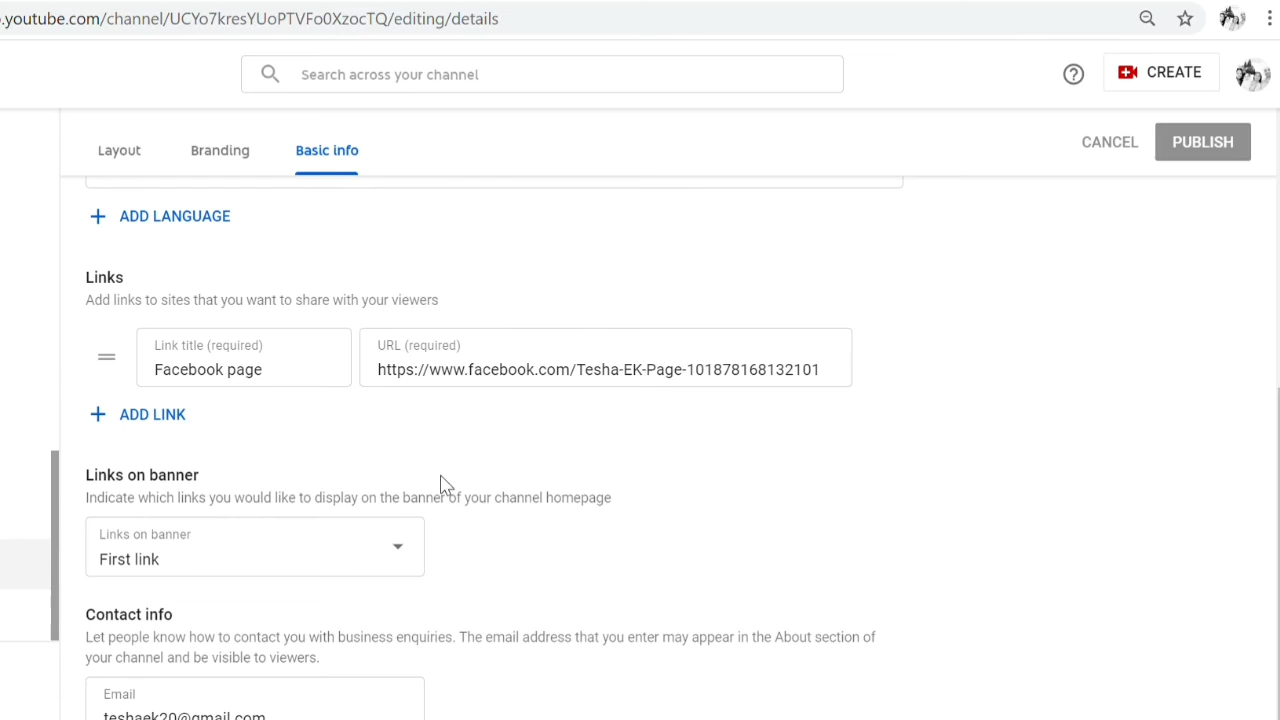 .youtube.com/channel/UCYo7kresYUoPTVFo0XzocTQ/editing/details
Search across your channel
CREATE
Layout
Branding
Basic info
CANCEL
PUBLISH
ADD LANGUAGE
Links
Add links to sites that you want to share with your viewers
Link title (required)
Facebook page
URL (required)
https://www.facebook.com/Tesha-EK-Page-101878168132101
ADD LINK
Links on banner
Indicate which links you would like to display on the banner of your channel homepage
Links on banner
First link
Contact info
Let people know how to contact you with business enquiries. The email address that you enter may appear in the About section of
your channel and be visible to viewers.
Email
teshaek20@gmail.com